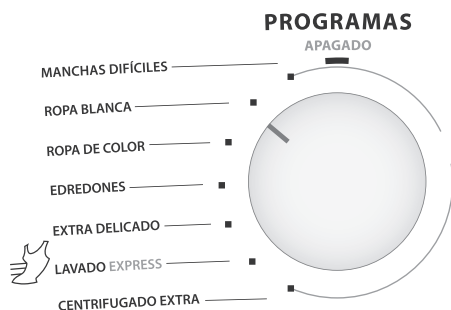 PROGRAMAS
APAGADO
MANCHAS DIFÍCILES
ROPA BLANCA
ROPA DE COLOR
EDREDONES
EXTRA DELICADO
LAVADO EXPRESS
CENTRIFUGADO EXTRA